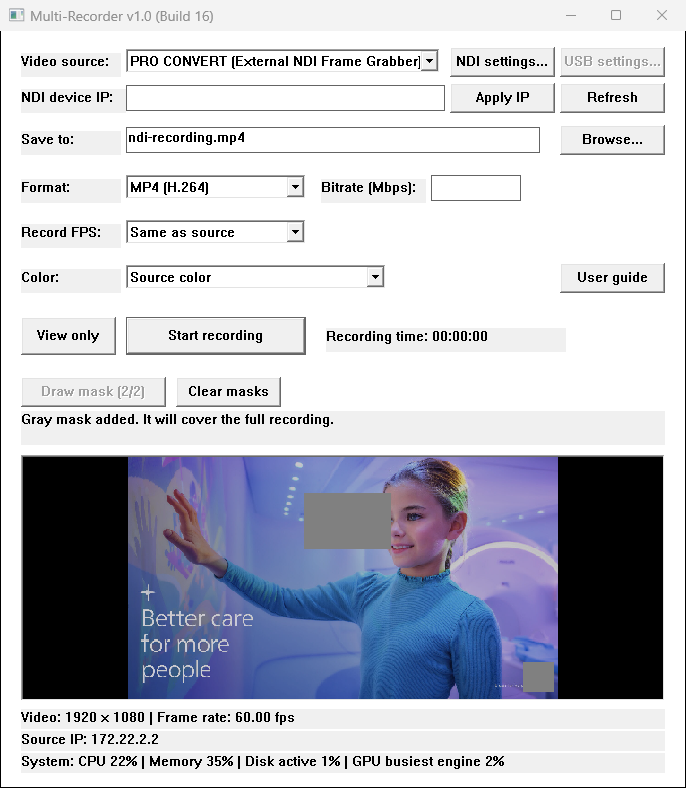 Multi-Recorder v1.0 (Build 16)
Video source: PRO CONVERT (External NDI Frame Grabber) NDI settings... USB settings...
NDI device IP: Apply IP Refresh
Save to: ndi-recording.mp4 Browse...
Format: MP4 (H.264) Bitrate (Mbps):
Record FPS: Same as source
Color: Source color User guide
View only Start recording Recording time: 00:00:00
Draw mask (2/2) Clear masks
Gray mask added. It will cover the full recording.
Better care
for more
people
Video: 1920 × 1080 | Frame rate: 60.00 fps
Source IP: 172.22.2.2
System: CPU 22% | Memory 35% | Disk active 1% | GPU busiest engine 2%